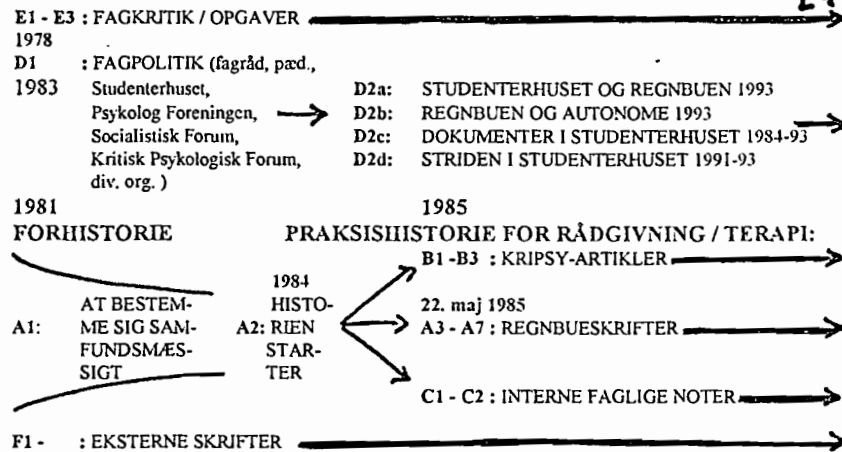 E1 - E3 : FAGKRITIK / OPGAVER
1978
D1 : FAGPOLITIK (fagråd, pæd.,
1983 Studenterhuset, D2a: STUDENTERHUSET OG REGNBUEN 1993
Psykolog Foreningen, D2b: REGNBUEN OG AUTONOME 1993
Socialistisk Forum, D2c: DOKUMENTER I STUDENTERHUSET 1984-93
Kritisk Psykologisk Forum, D2d: STRIDEN I STUDENTERHUSET 1991-93
div. org. )
1981 1985
FORHISTORIE PRAKSISHISTORIE FOR RÅDGIVNING / TERAPI:
B1 -B3 : KRIPSY-ARTIKLER
1984
AT BESTEM- HISTO- 22. maj 1985
A1: ME SIG SAM- A2: RIEN A3 - A7 : REGNBUESKRIFTER
FUNDSMÆS- STAR-
SIGT TER
C1 - C2 : INTERNE FAGLIGE NOTER
F1 - : EKSTERNE SKRIFTER